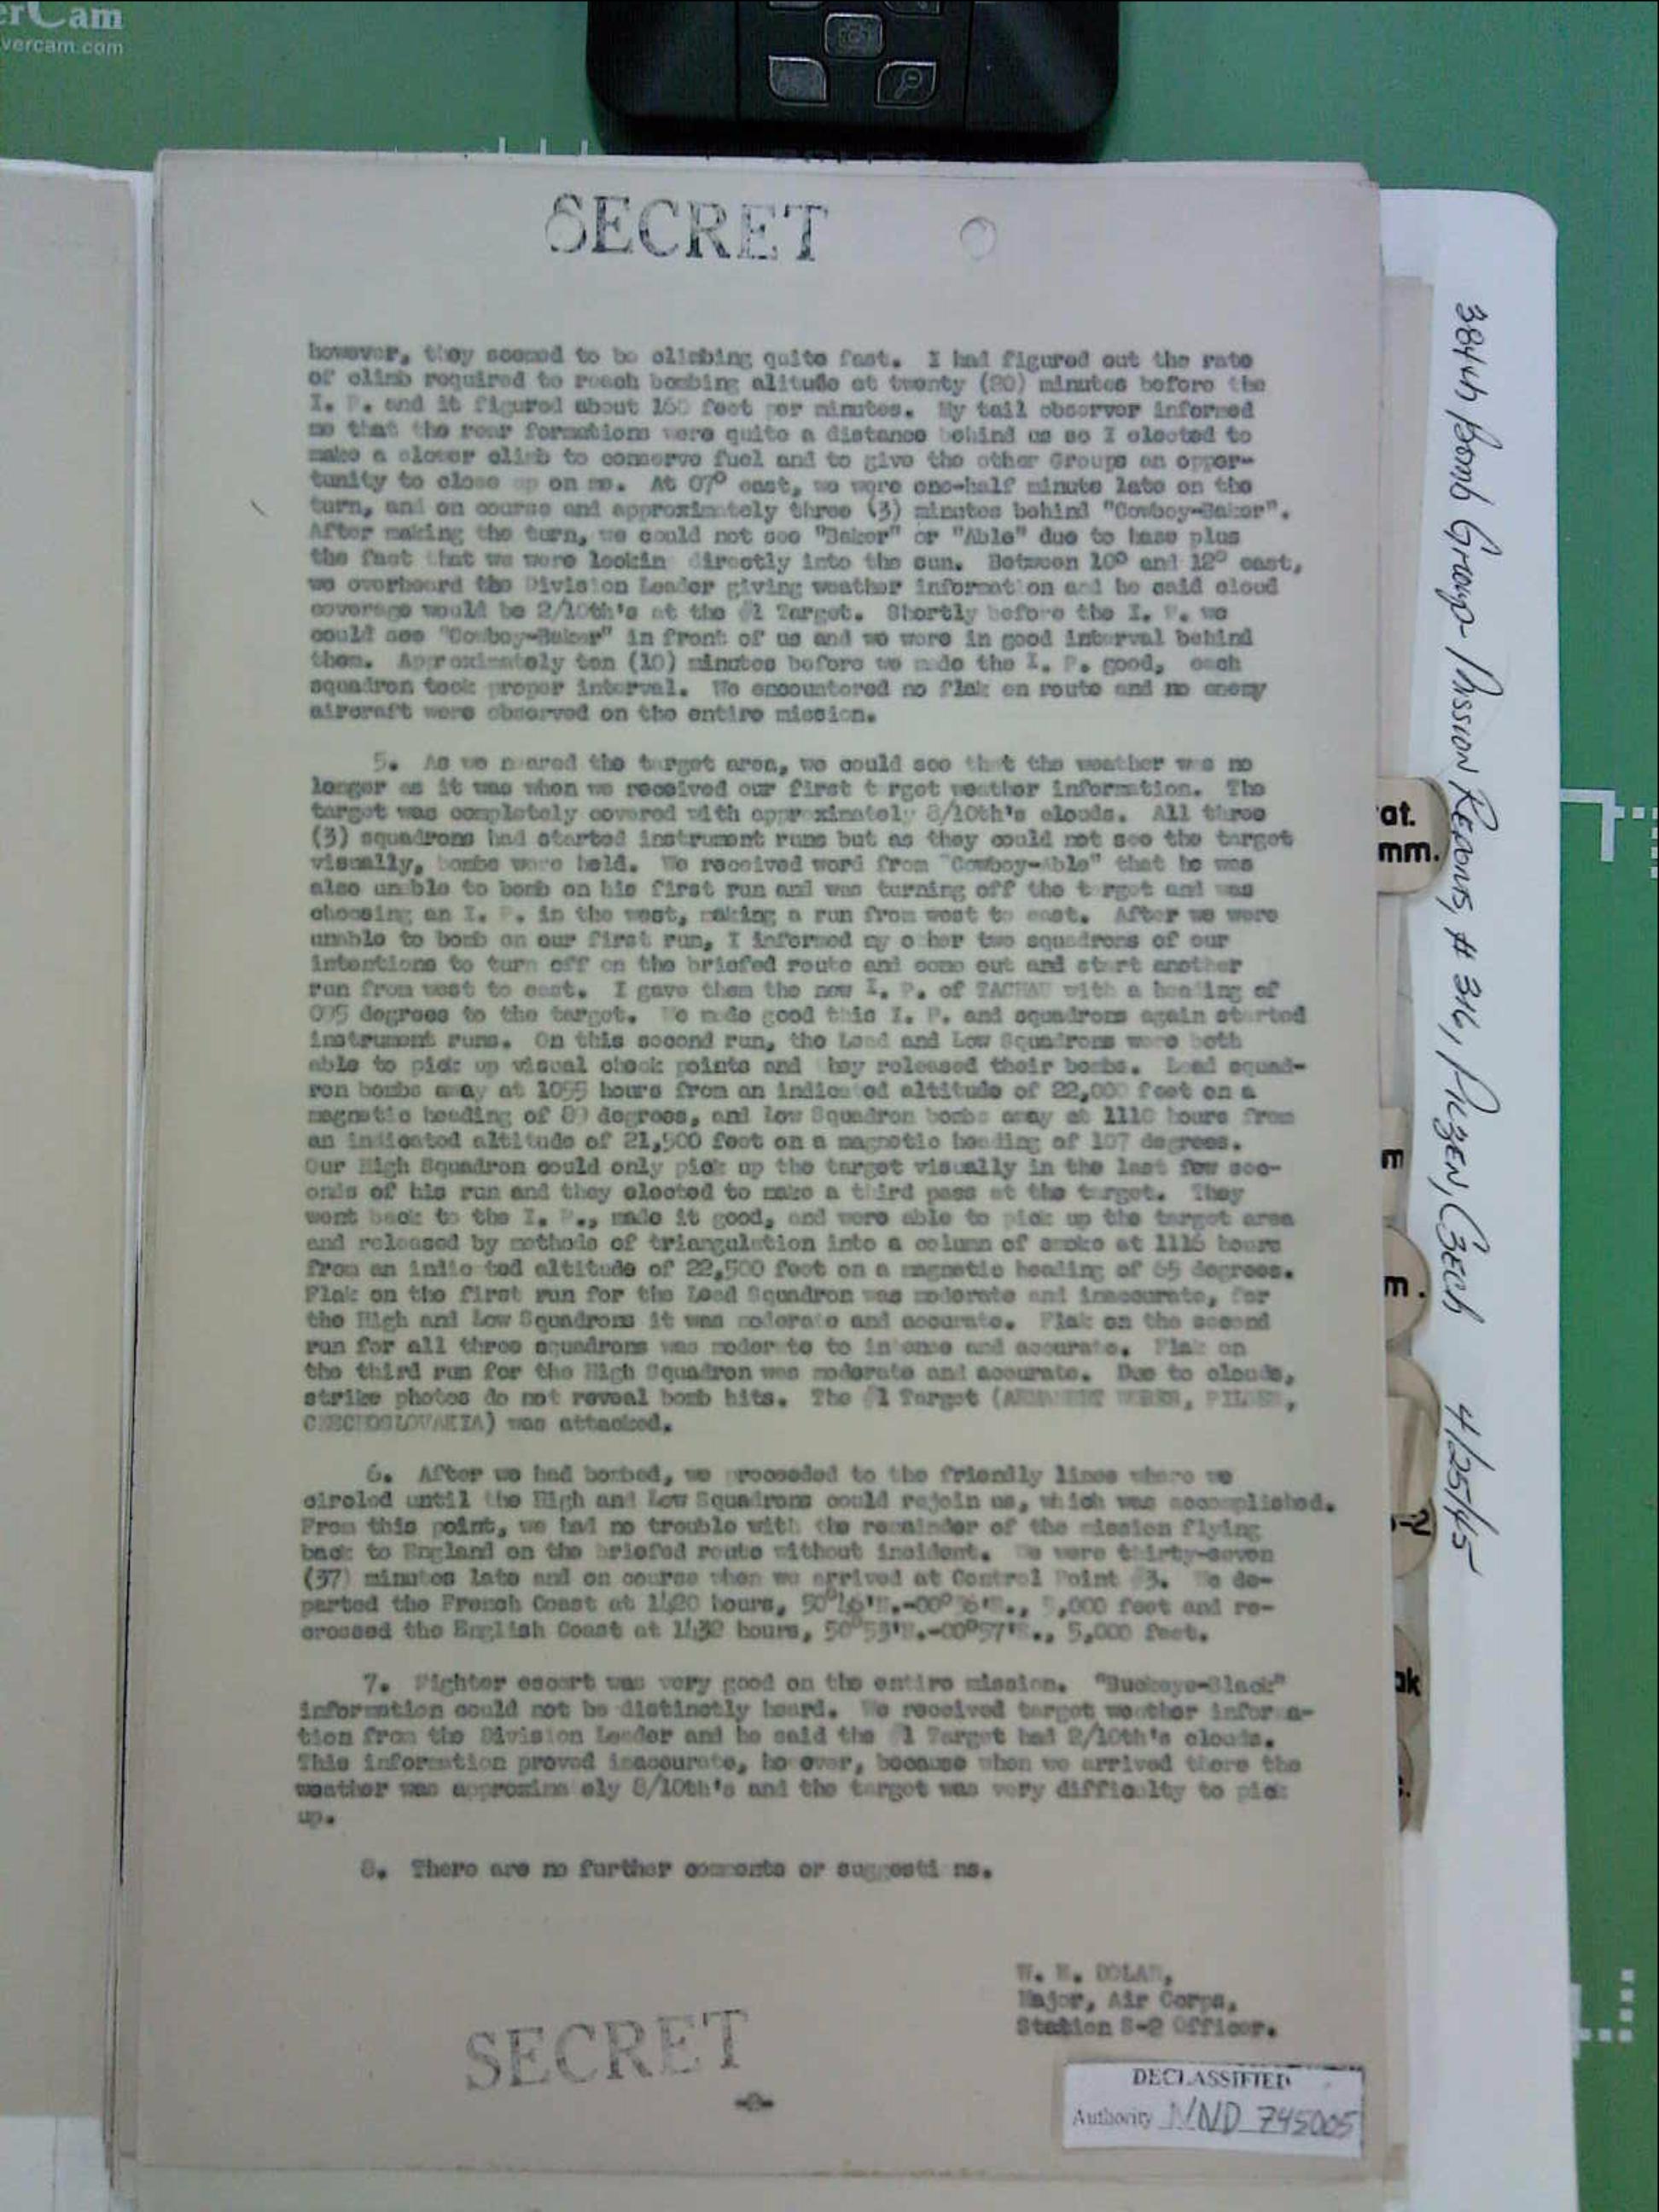 erCam
vercam.com
SECRET
however, they seemed to be climbing quite fast. I had figured out the rate
of climb required to reach bombing alitude at twenty (20) minutes before the
I. P. and it figured about 160 feet per minutes. My tail observor informed
me that the rear formations were quite a distance behind us so I elected to
make a slower climb to conserve fuel and to give the other Groups an oppor-
tunity to close up on me. At 07° east, we were one-half minute late on the
turn, and on course and approximately three (3) minutes behind "Cowboy-Baker".
After making the turn, we could not see "Baker" or "Able" due to haze plus
the fact that we were lookin directly into the sun. Between 10° and 12° east,
we overheard the Division Leader giving weather information and he said cloud
coverage would be 2/10th's at the #1 Target. Shortly before the I. P. we
could see "Cowboy-Baker" in front of us and we were in good interval behind
them. Approximately ten (10) minutes before we made the I. P. good, each
squadron took proper interval. We encountered no flak en route and no enemy
aircraft were observed on the entire mission.
5. As we neared the target area, we could see that the weather was no
longer as it was when we received our first target weather information. The
target was completely covered with approximately 8/10th's clouds. All three
(3) squadrons had started instrument runs but as they could not see the target
visually, bombs were held. We received word from "Cowboy-Able" that he was
also unable to bomb on his first run and was turning off the target and was
choosing an I. P. in the west, making a run from west to east. After we were
unable to bomb on our first run, I informed my other two squadrons of our
intentions to turn off on the briefed route and come out and start another
run from west to east. I gave them the new I. P. of TACHAU with a heading of
095 degrees to the target. We made good this I. P. and squadrons again started
instrument runs. On this second run, the Lead and Low Squadrons were both
able to pick up visual check points and they released their bombs. Lead squad-
ron bombs away at 1055 hours from an indicated altitude of 22,000 feet on a
magnetic heading of 89 degrees, and Low Squadron bombs away at 1110 hours from
an indicated altitude of 21,500 feet on a magnetic heading of 107 degrees.
Our High Squadron could only pick up the target visually in the last few sec-
onds of his run and they elected to make a third pass at the target. They
went back to the I. P., made it good, and were able to pick up the target area
and released by methods of triangulation into a column of smoke at 1116 hours
from an indicated altitude of 22,500 feet on a magnetic heading of 65 degrees.
Flak on the first run for the Lead Squadron was moderate and inaccurate, for
the High and Low Squadrons it was moderate and accurate. Flak on the second
run for all three squadrons was moderate to intense and accurate. Flak on
the third run for the High Squadron was moderate and accurate. Due to clouds,
strike photos do not reveal bomb hits. The #1 Target (ARMAMENT WORKS, PILSEN,
CZECHOSLOVAKIA) was attacked.
6. After we had bombed, we proceeded to the friendly lines where we
circled until the High and Low Squadrons could rejoin us, which was accomplished.
From this point, we had no trouble with the remainder of the mission flying
back to England on the briefed route without incident. We were thirty-seven
(37) minutes late and on course when we arrived at Control Point #3. We de-
parted the French Coast at 1420 hours, 5,000 feet and re-
crossed the English Coast at 1432 hours, 5,000 feet.
7. Fighter escort was very good on the entire mission. "Buckeye-Black"
information could not be distinctly heard. We received target weather informa-
tion from the Division Leader and he said the #1 Target had 2/10th's clouds.
This information proved inaccurate, however, because when we arrived there the
weather was approximately 8/10th's and the target was very difficulty to pick
up.
8. There are no further comments or suggestions.
W. E. DOLAN,
Major, Air Corps,
Station S-2 Officer.
SECRET
-2-
DECLASSIFIED
Authority NND 745005
384th Bomb Group - Mission Reports, # 316, Pilzen, Czech 4/25/45
at.
mm.
m
m.
-2
ak